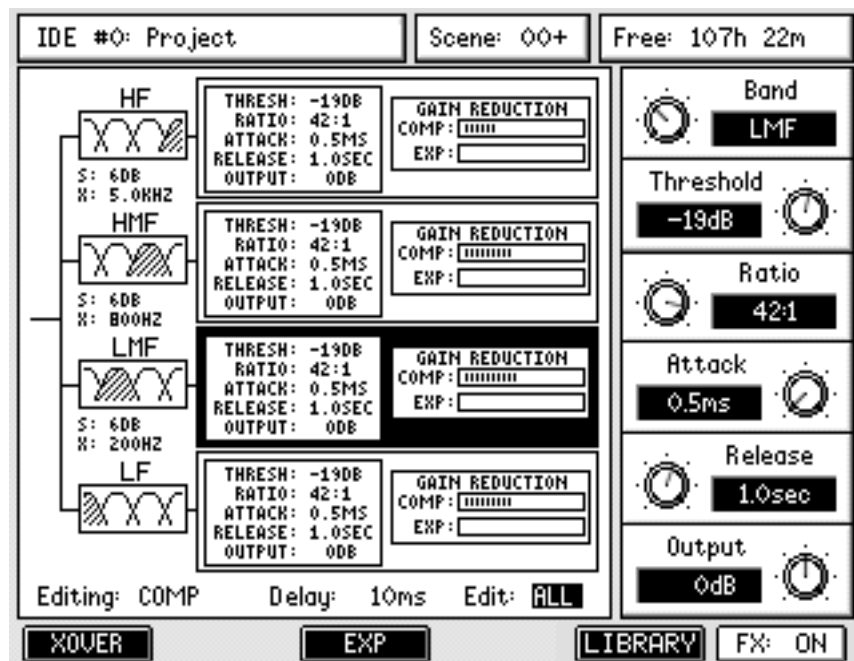 IDE #0: Project
Scene: 00+
Free: 107h 22m
HF
S: 6DB
X: 5.0KHZ
THRESH: -19DB
RATIO: 42:1
ATTACK: 0.5MS
RELEASE: 1.0SEC
OUTPUT: 0DB
GAIN REDUCTION
COMP:
EXP:
HMF
S: 6DB
X: 800HZ
THRESH: -19DB
RATIO: 42:1
ATTACK: 0.5MS
RELEASE: 1.0SEC
OUTPUT: 0DB
GAIN REDUCTION
COMP:
EXP:
LMF
S: 6DB
X: 200HZ
THRESH: -19DB
RATIO: 42:1
ATTACK: 0.5MS
RELEASE: 1.0SEC
OUTPUT: 0DB
GAIN REDUCTION
COMP:
EXP:
LF
THRESH: -19DB
RATIO: 42:1
ATTACK: 0.5MS
RELEASE: 1.0SEC
OUTPUT: 0DB
GAIN REDUCTION
COMP:
EXP:
Editing: COMP Delay: 10ms Edit: ALL
Band
LMF
Threshold
-19dB
Ratio
42:1
Attack
0.5ms
Release
1.0sec
Output
0dB
XOVER
EXP
LIBRARY
FX: ON